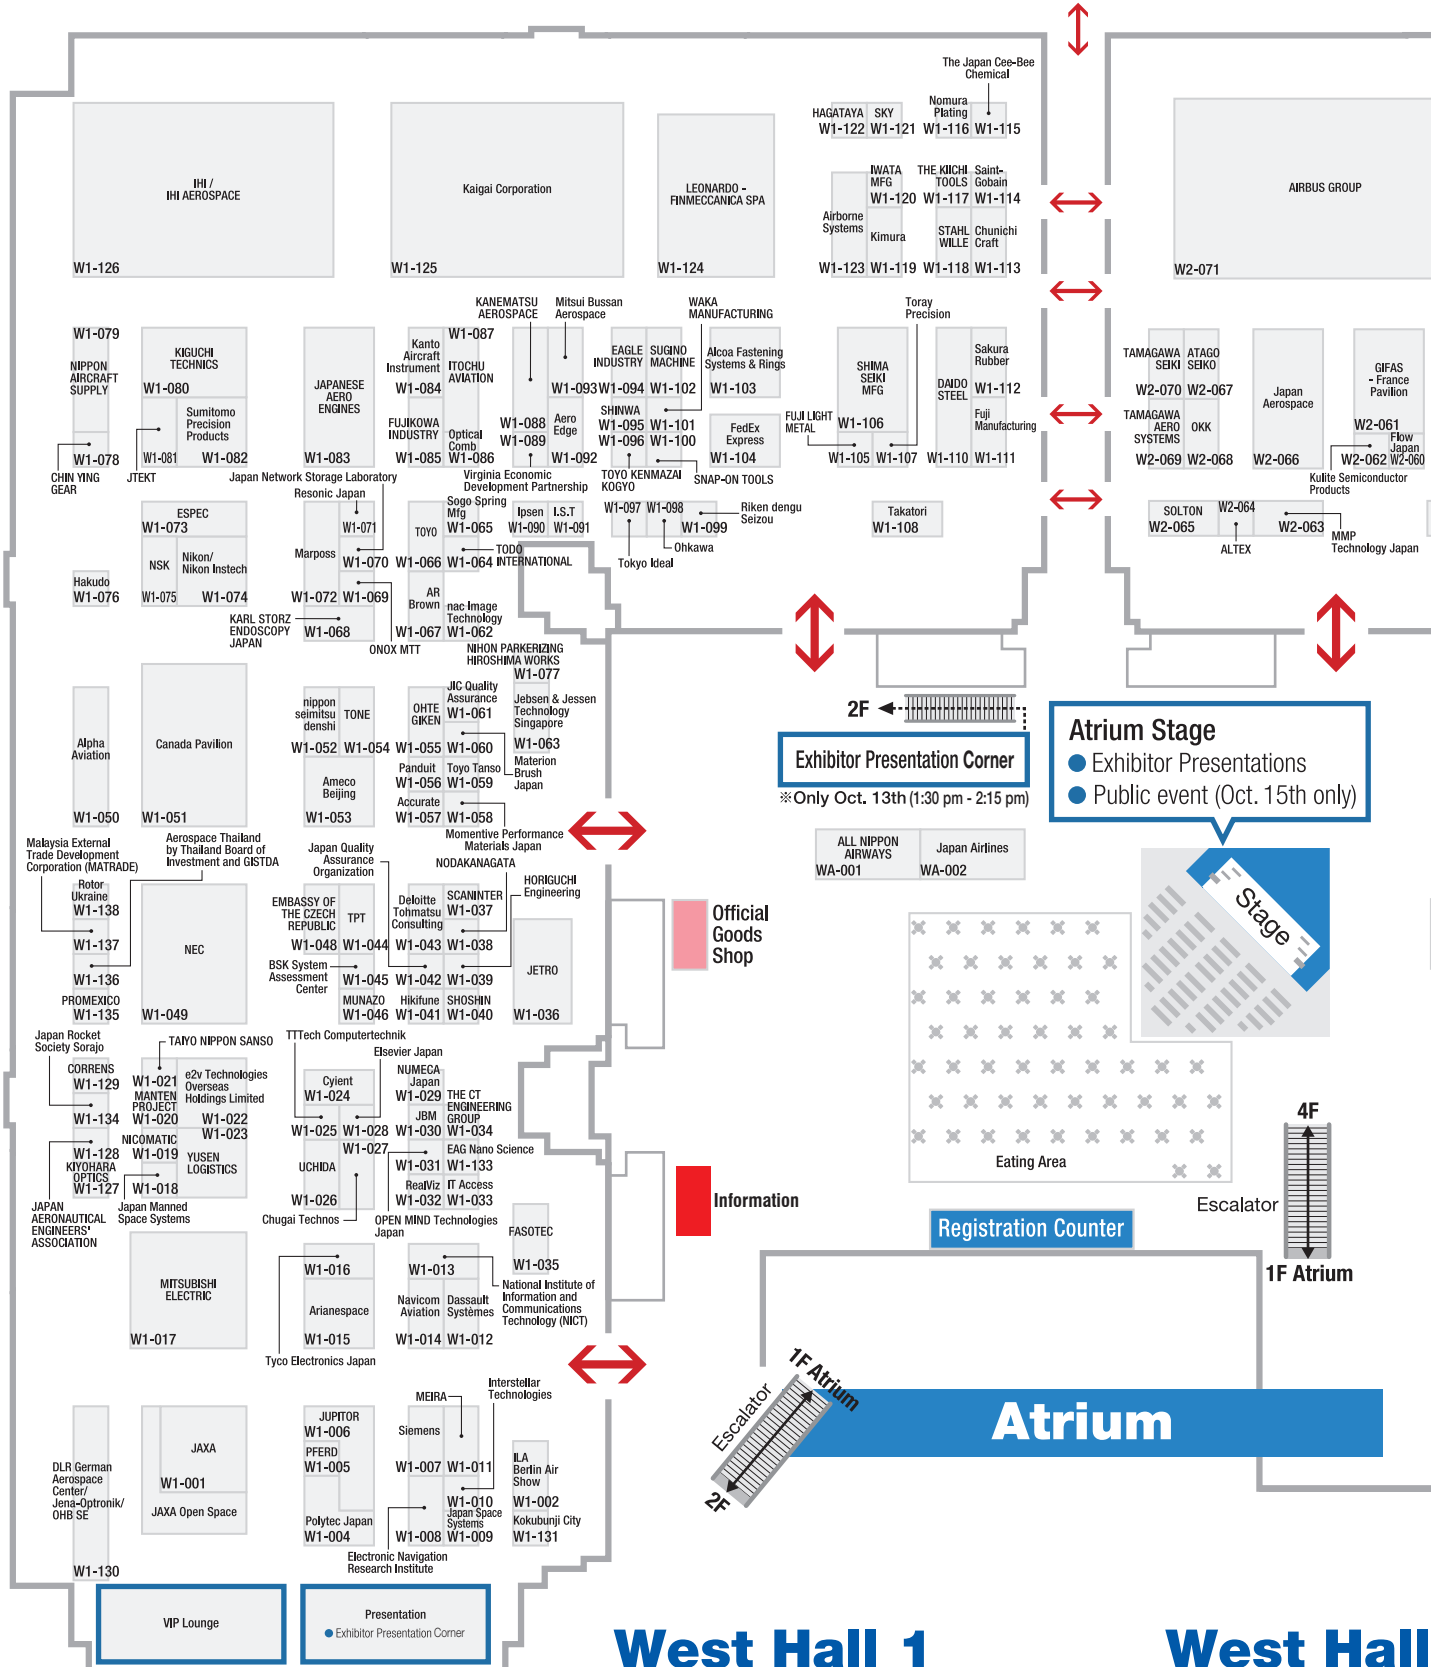 The Japan Cee-Bee
Chemical
HAGATAYA
W1-122
SKY
W1-121
Nomura
Plating
W1-116
W1-115
IHI /
IHI AEROSPACE
W1-126
Kaigai Corporation
W1-125
LEONARDO -
FINMECCANICA SPA
W1-124
Airborne
Systems
W1-123
IWATA
MFG
W1-120
Kimura
W1-119
THE KIICHI
TOOLS
W1-117
Saint-
Gobain
W1-114
STAHL
WILLE
W1-118
Chunichi
Craft
W1-113
AIRBUS GROUP
W2-071
W1-079
NIPPON
AIRCRAFT
SUPPLY
W1-078
CHIN YING
GEAR
KIGUCHI
TECHNICS
W1-080
W1-081
JTEKT
Sumitomo
Precision
Products
W1-082
JAPANESE
AERO
ENGINES
W1-083
Kanto
Aircraft
Instrument
W1-084
W1-087
ITOCHU
AVIATION
FUJIKOWA
INDUSTRY
W1-085
Optical
Comb
W1-086
KANEMATSU
AEROSPACE
W1-088
W1-089
Virginia Economic
Development Partnership
Mitsui Bussan
Aerospace
W1-093
Aero
Edge
W1-092
EAGLE
INDUSTRY
W1-094
SUGINO
MACHINE
W1-102
WAKA
MANUFACTURING
SHINWA
W1-095
W1-101
W1-096
W1-100
TOYO KENMAZAI
KOGYO
SNAP-ON TOOLS
Alcoa Fastening
Systems & Rings
W1-103
FedEx
Express
W1-104
SHIMA
SEIKI
MFG
W1-106
FUJI LIGHT
METAL
W1-105
W1-107
Toray
Precision
DAIDO
STEEL
W1-110
Sakura
Rubber
W1-112
Fuji
Manufacturing
W1-111
TAMAGAWA
SEIKI
W2-070
ATAGO
SEIKO
W2-067
TAMAGAWA
AERO
SYSTEMS
W2-069
OKK
W2-068
Japan
Aerospace
W2-066
GIFAS
- France
Pavilion
W2-061
W2-062
Flow
Japan
W2-060
Kulite Semiconductor
Products
Japan Network Storage Laboratory
Resonic Japan
ESPEC
W1-073
NSK
W1-075
Nikon/
Nikon Instech
W1-074
Hakudo
W1-076
Marposs
W1-072
W1-071
W1-070
W1-069
W1-068
KARL STORZ
ENDOSCOPY
JAPAN
ONOX MTT
TOYO
W1-066
Sogo Spring
Mfg
W1-065
W1-064
TODO
INTERNATIONAL
AR
Brown
W1-067
nac Image
Technology
W1-062
Ipsen
W1-090
I.S.T
W1-091
W1-097
Tokyo Ideal
W1-098
Ohkawa
W1-099
Riken dengu
Seizou
Takatori
W1-108
SOLTON
W2-065
W2-064
ALTEX
W2-063
MMP
Technology Japan
NIHON PARKERIZING
HIROSHIMA WORKS
W1-077
Jebsen & Jessen
Technology
Singapore
W1-063
Alpha
Aviation
W1-050
Canada Pavilion
W1-051
nippon
seimitsu
denshi
W1-052
TONE
W1-054
Ameco
Beijing
W1-053
OHTE
GIKEN
W1-055
JIC Quality
Assurance
W1-061
W1-060
Materion
Brush
Japan
Panduit
W1-056
Toyo Tanso
W1-059
Accurate
W1-057
W1-058
Momentive Performance
Materials Japan
2F
Exhibitor Presentation Corner
※Only Oct. 13th (1:30 pm - 2:15 pm)
Atrium Stage
Exhibitor Presentations
Public event (Oct. 15th only)
ALL NIPPON
AIRWAYS
WA-001
Japan Airlines
WA-002
Stage
Malaysia External
Trade Development
Corporation (MATRADE)
Aerospace Thailand
by Thailand Board of
Investment and GISTDA
Japan Quality
Assurance
Organization
NODAKANAGATA
HORIGUCHI
Engineering
Rotor
Ukraine
W1-138
W1-137
W1-136
PROMEXICO
W1-135
NEC
W1-049
EMBASSY OF
THE CZECH
REPUBLIC
W1-048
TPT
W1-044
BSK System
Assessment
Center
W1-045
MUNAZO
W1-046
Deloitte
Tohmatsu
Consulting
W1-043
SCANINTER
W1-037
W1-038
W1-042
W1-039
Hikifune
W1-041
SHOSHIN
W1-040
JETRO
W1-036
Official
Goods
Shop
Japan Rocket
Society Sorajo
TAIYO NIPPON SANSO
TTTech Computertechnik
Elsevier Japan
CORRENS
W1-129
W1-134
W1-128
KIYOHARA
OPTICS
W1-127
JAPAN
AERONAUTICAL
ENGINEERS'
ASSOCIATION
W1-021
MANTEN
PROJECT
W1-020
e2v Technologies
Overseas
Holdings Limited
W1-022
W1-023
YUSEN
LOGISTICS
NICOMATIC
W1-019
W1-018
Japan Manned
Space Systems
Cyient
W1-024
W1-025
W1-028
W1-027
UCHIDA
W1-026
Chugai Technos
NUMECA
Japan
W1-029
JBM
W1-030
THE CT
ENGINEERING
GROUP
W1-034
W1-031
EAG Nano Science
W1-133
RealViz
W1-032
IT Access
W1-033
OPEN MIND Technologies
Japan
FASOTEC
W1-035
Information
Eating Area
Registration Counter
4F
Escalator
1F Atrium
MITSUBISHI
ELECTRIC
W1-017
W1-016
Arianespace
W1-015
Tyco Electronics Japan
W1-013
Navicom
Aviation
W1-014
Dassault
Systèmes
W1-012
National Institute of
Information and
Communications
Technology (NICT)
1F Atrium
Escalator
2F
Atrium
MEIRA
Interstellar
Technologies
DLR German
Aerospace
Center/
Jena-Optronik/
OHB SE
W1-130
JAXA
W1-001
JAXA Open Space
JUPITOR
W1-006
PFERD
W1-005
Polytec Japan
W1-004
Siemens
W1-007
W1-011
W1-010
W1-008
Japan Space
Systems
W1-009
Electronic Navigation
Research Institute
ILA
Berlin Air
Show
W1-002
Kokubunji City
W1-131
VIP Lounge
Presentation
Exhibitor Presentation Corner
West Hall 1
West Hall